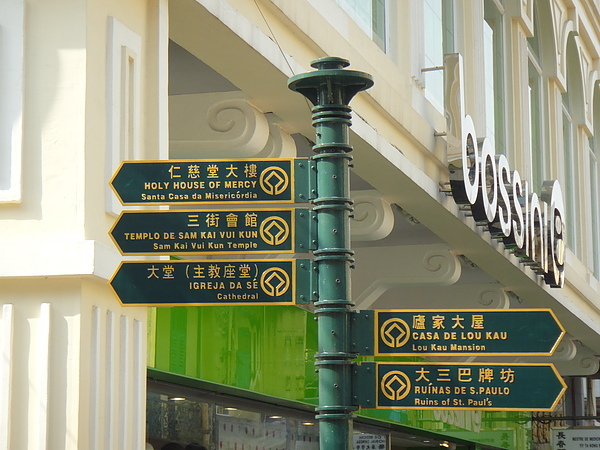 仁慈堂大樓
HOLY HOUSE OF MERCY
Santa Casa da Misericórdia
三街會館
TEMPLO DE SAM KAI VUI KUN
Sam Kai Vui Kun Temple
大堂（主教座堂）
IGREJA DA SÉ
Cathedral
盧家大屋
CASA DE LOU KAU
Lou Kau Mansion
大三巴牌坊
RUÍNAS DE S.PAULO
Ruins of St. Paul's
bossini